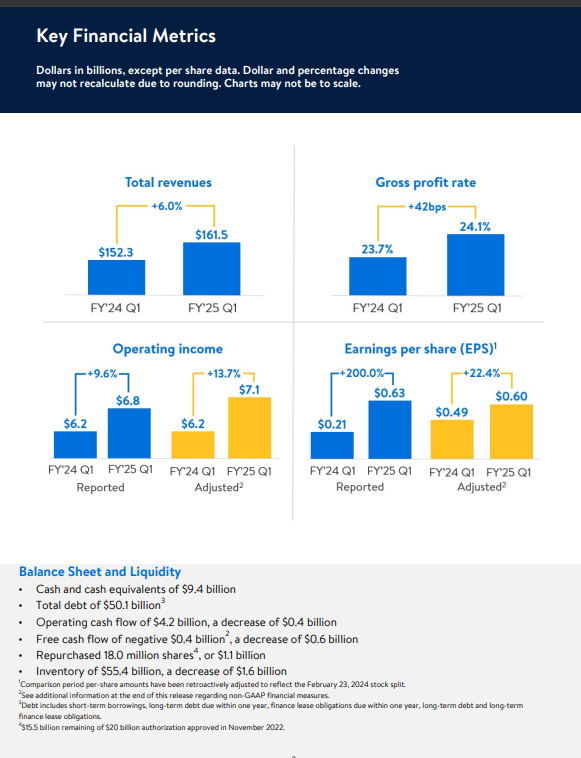 Key Financial Metrics
Dollars in billions, except per share data. Dollar and percentage changes
may not recalculate due to rounding. Charts may not be to scale.
Total revenues
+6.0%
$152.3
$161.5
FY'24 Q1
FY'25 Q1
Gross profit rate
+42bps
23.7%
24.1%
FY'24 Q1
FY'25 Q1
Operating income
+9.6%
$6.2
$6.8
FY'24 Q1
FY'25 Q1
Reported
+13.7%
$6.2
$7.1
FY'24 Q1
FY'25 Q1
Adjusted²
Earnings per share (EPS)¹
+200.0%
$0.21
$0.63
FY'24 Q1
FY'25 Q1
Reported
+22.4%
$0.49
$0.60
FY'24 Q1
FY'25 Q1
Adjusted²
Balance Sheet and Liquidity
• Cash and cash equivalents of $9.4 billion
• Total debt of $50.1 billion³
• Operating cash flow of $4.2 billion, a decrease of $0.4 billion
• Free cash flow of negative $0.4 billion², a decrease of $0.6 billion
• Repurchased 18.0 million shares⁴, or $1.1 billion
• Inventory of $55.4 billion, a decrease of $1.6 billion
¹Comparison period per-share amounts have been retroactively adjusted to reflect the February 23, 2024 stock split.
²See additional information at the end of this release regarding non-GAAP financial measures.
³Debt includes short-term borrowings, long-term debt due within one year, finance lease obligations due within one year, long-term debt and long-term
finance lease obligations.
⁴$15.5 billion remaining of $20 billion authorization approved in November 2022.